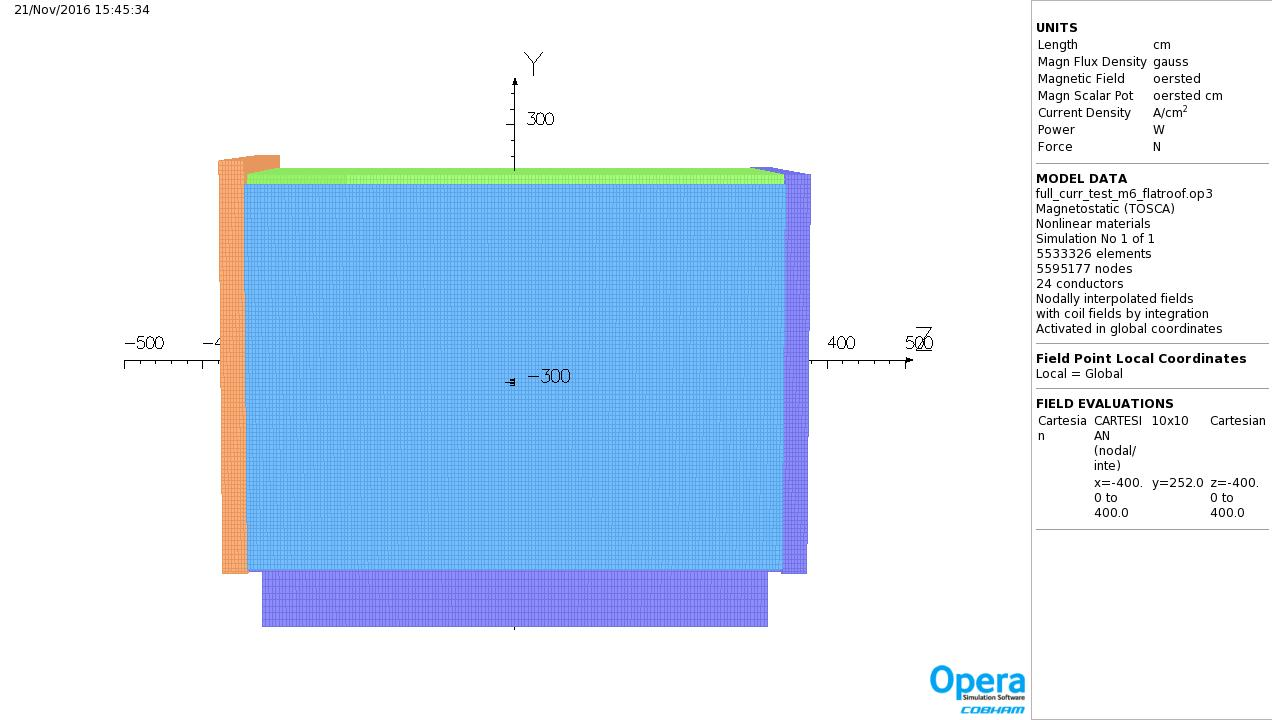 21/Nov/2016 15:45:34
Y
300
-500
-4
400
500
Z
-300
UNITS
Length cm
Magn Flux Density gauss
Magnetic Field oersted
Magn Scalar Pot oersted cm
Current Density A/cm²
Power W
Force N
MODEL DATA
full_curr_test_m6_flatroof.op3
Magnetostatic (TOSCA)
Nonlinear materials
Simulation No 1 of 1
5533326 elements
5595177 nodes
24 conductors
Nodally interpolated fields
with coil fields by integration
Activated in global coordinates
Field Point Local Coordinates
Local = Global
FIELD EVALUATIONS
Cartesia CARTESI 10x10 Cartesian
n AN
(nodal/
inte)
x=-400. y=252.0 z=-400.
0 to 0 to
400.0 400.0
Opera
Simulation Software
COBHAM